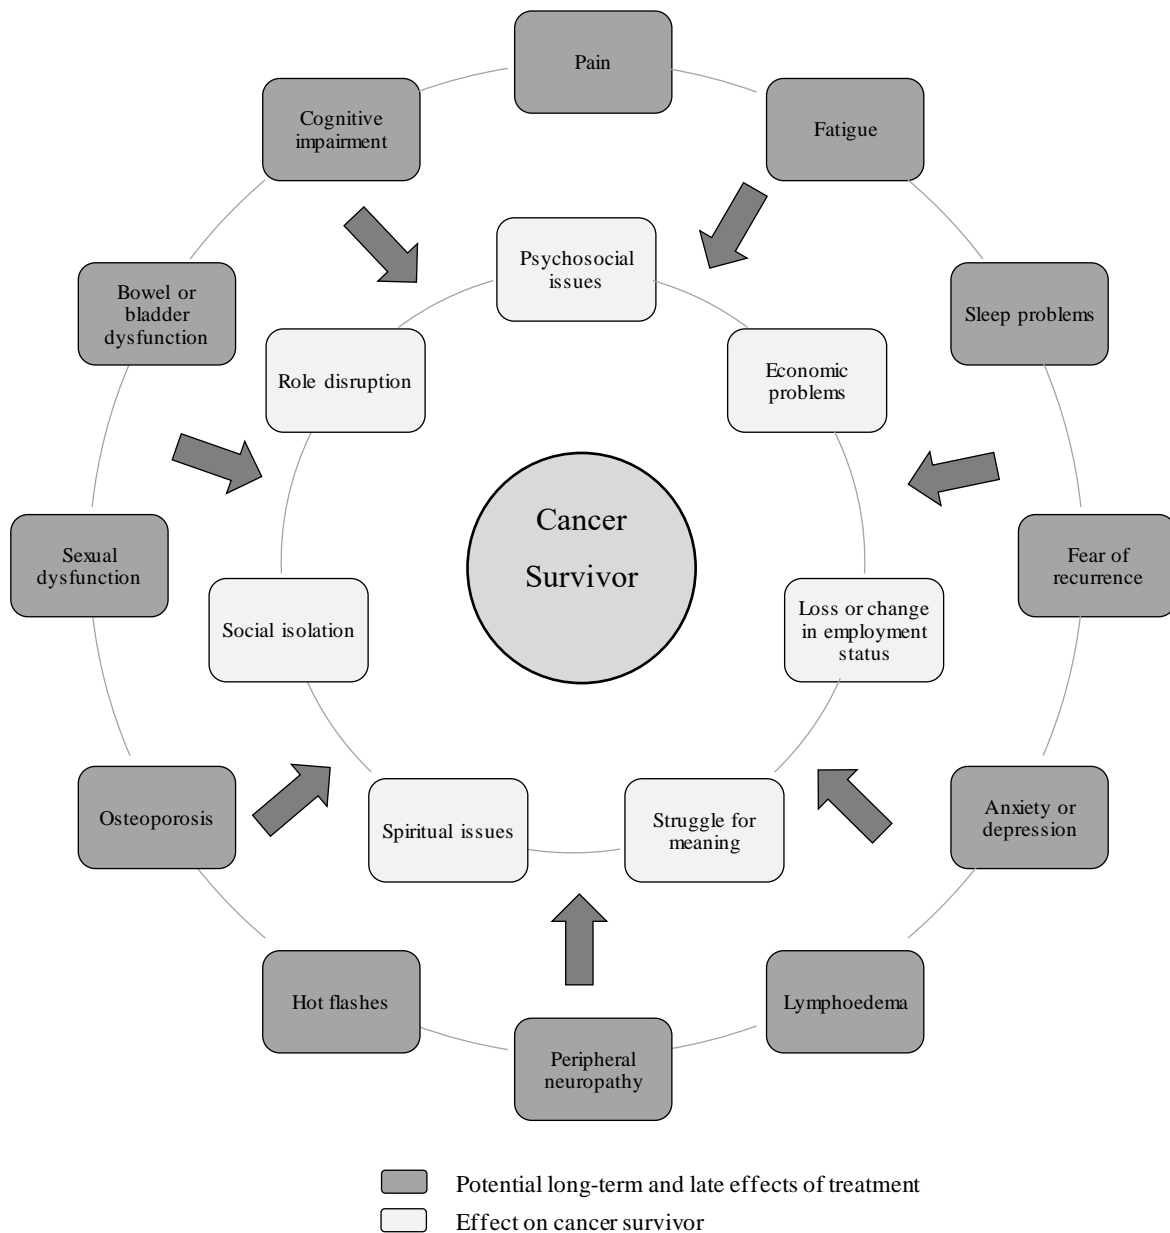 Pain
Cognitive
impairment
Fatigue
Psychosocial
issues
Bowel or
bladder
dysfunction
Sleep problems
Role disruption
Economic
problems
Cancer
Survivor
Sexual
dysfunction
Fear of
recurrence
Social isolation
Loss or change
in employment
status
Osteoporosis
Anxiety or
depression
Spiritual issues
Struggle for
meaning
Hot flashes
Lymphoedema
Peripheral
neuropathy
Potential long-term and late effects of treatment
Effect on cancer survivor